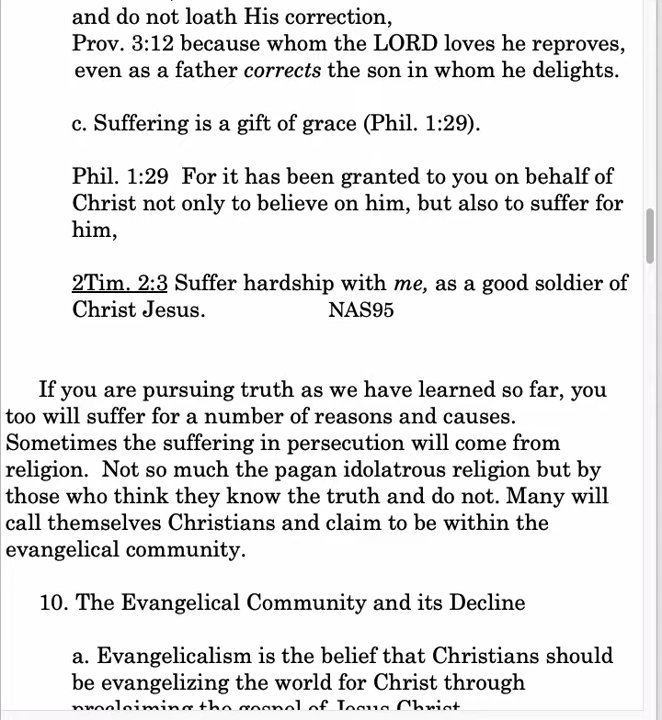 and do not loath His correction,
Prov. 3:12 because whom the LORD loves he reproves,
even as a father corrects the son in whom he delights.
c. Suffering is a gift of grace (Phil. 1:29).
Phil. 1:29 For it has been granted to you on behalf of
Christ not only to believe on him, but also to suffer for
him,
2Tim. 2:3 Suffer hardship with me, as a good soldier of
Christ Jesus. NAS95
If you are pursuing truth as we have learned so far, you
too will suffer for a number of reasons and causes.
Sometimes the suffering in persecution will come from
religion. Not so much the pagan idolatrous religion but by
those who think they know the truth and do not. Many will
call themselves Christians and claim to be within the
evangelical community.
10. The Evangelical Community and its Decline
a. Evangelicalism is the belief that Christians should
be evangelizing the world for Christ through
proclaiming the gospel of Jesus Christ